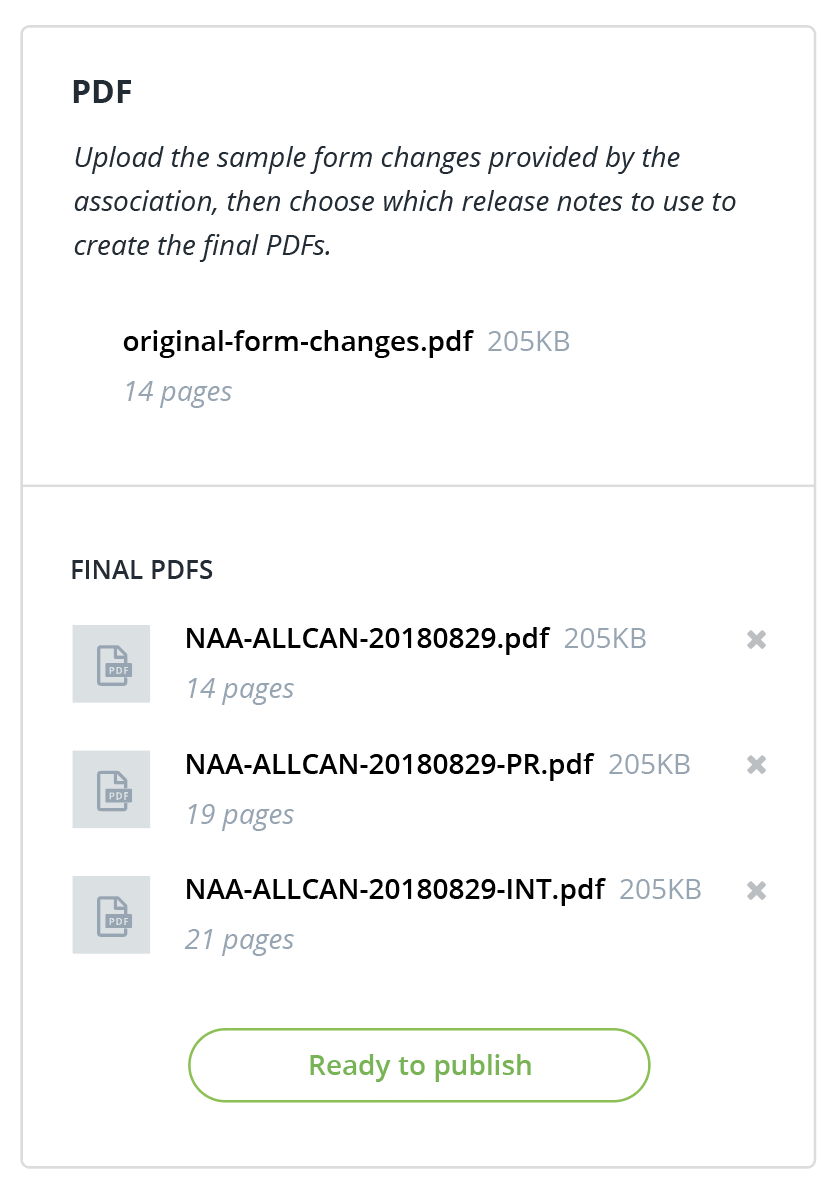 PDF
Upload the sample form changes provided by the
association, then choose which release notes to use to
create the final PDFs.
original-form-changes.pdf 205KB
14 pages
FINAL PDFS
NAA-ALLCAN-20180829.pdf 205KB
PDF
14 pages
NAA-ALLCAN-20180829-PR.pdf 205KB
PDF
19 pages
NAA-ALLCAN-20180829-INT.pdf 205KB
PDF
21 pages
Ready to publish